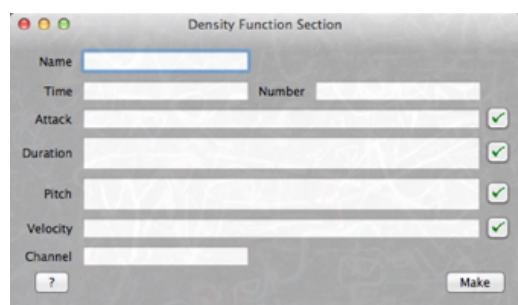 Density Function Section
Name
Time Number
Attack
Duration
Pitch
Velocity
Channel
? Make